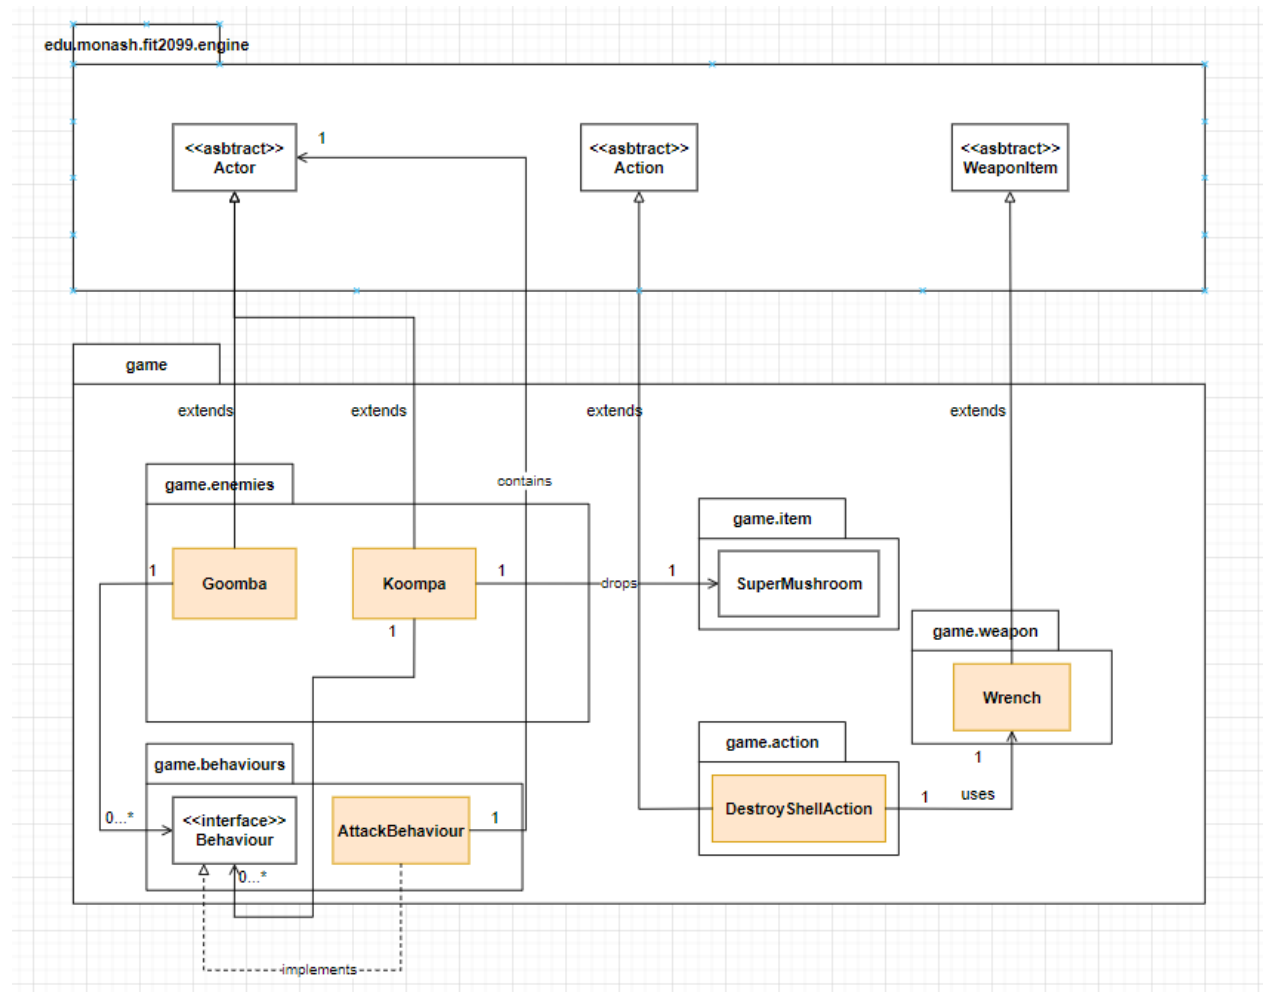 edu.monash.fit2099.engine
<<asbtract>>
Actor
1
<<asbtract>>
Action
<<asbtract>>
WeaponItem
game
extends
extends
extends
extends
contains
game.enemies
game.item
Goomba
1
Koompa
1
1
drops
1
SuperMushroom
game.weapon
Wrench
1
game.behaviours
<<interface>>
Behaviour
0...*
0...*
AttackBehaviour
1
game.action
DestroyShellAction
1
uses
implements